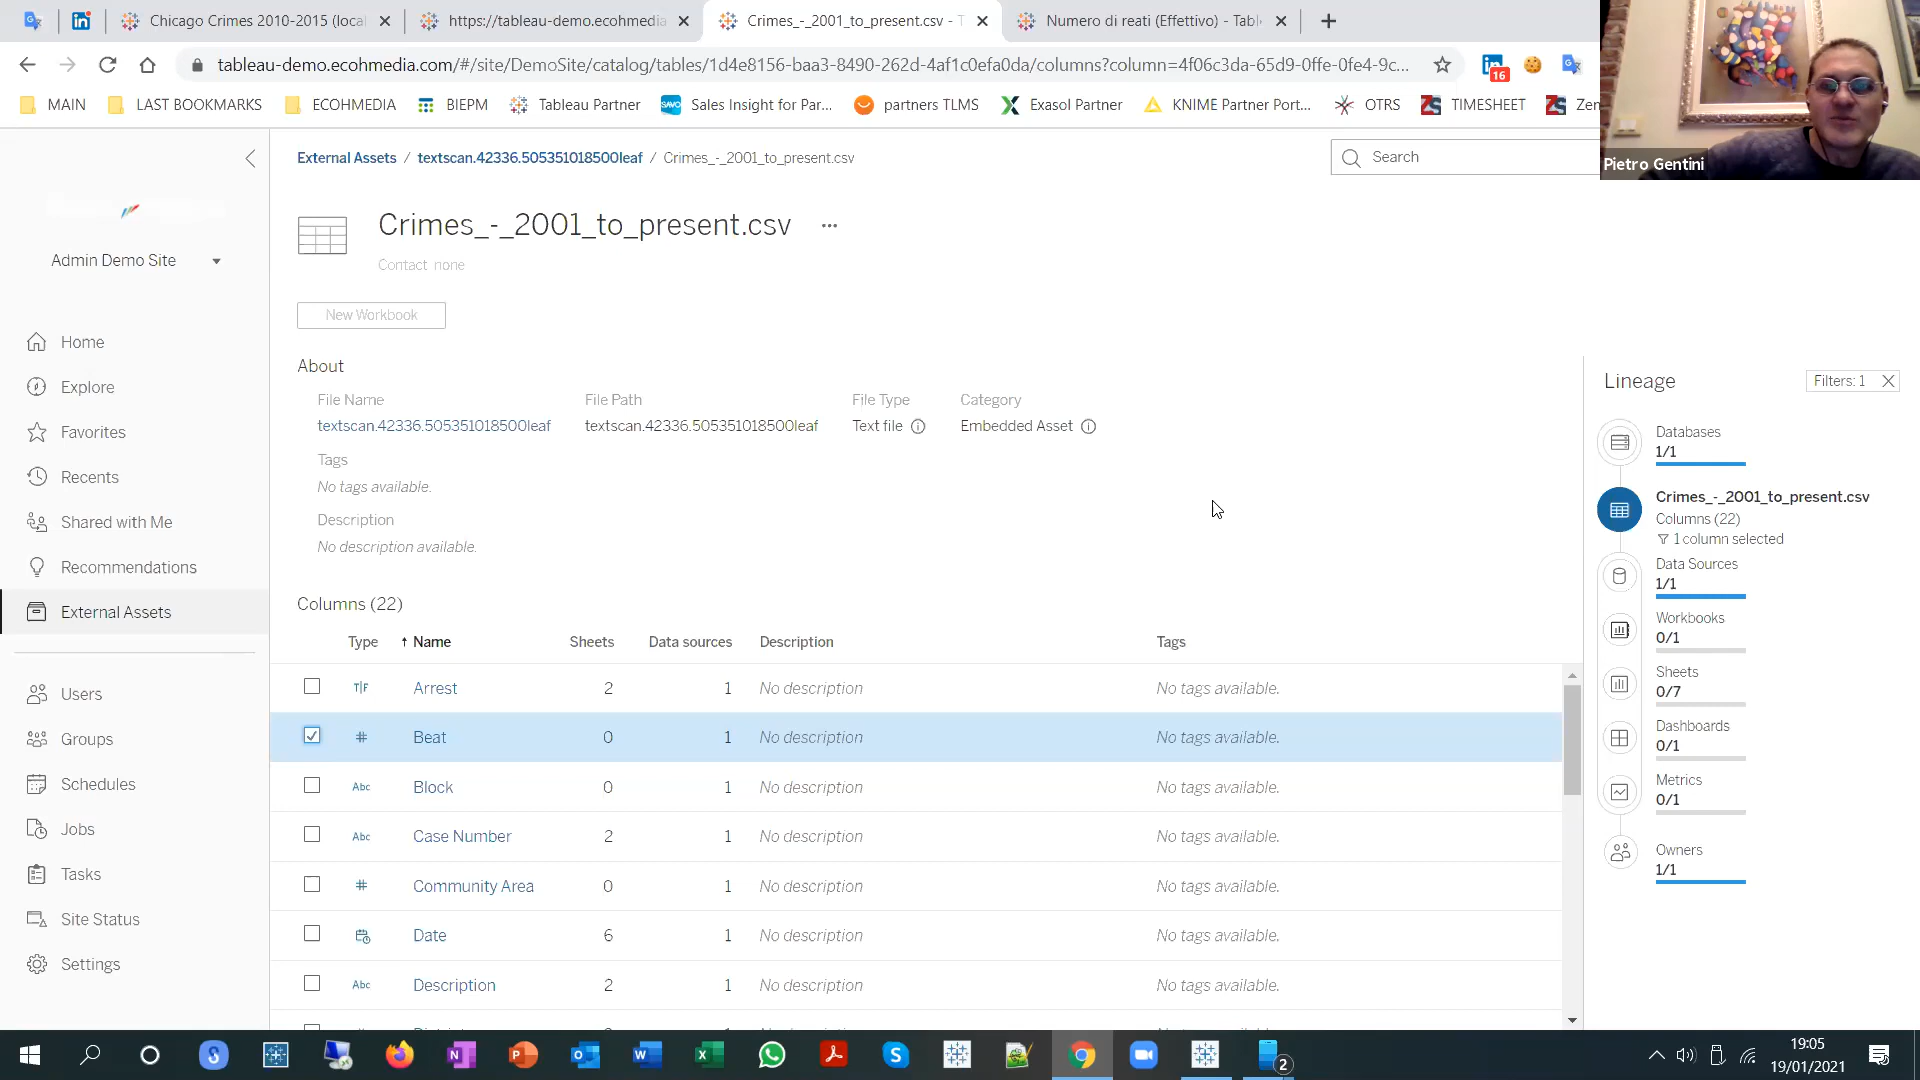 Chicago Crimes 2010-2015 (local
https://tableau-demo.ecohmedia
Crimes_-_2001_to_present.csv - T
Numero di reati (Effettivo) - Tabl
tableau-demo.ecohmedia.com/#/site/DemoSite/catalog/tables/1d4e8156-baa3-8490-262d-4af1c0efa0da/columns?column=4f06c3da-65d9-0ffe-0fe4-9c...
16
MAIN
LAST BOOKMARKS
ECOHMEDIA
BIEPM
Tableau Partner
SAVO
Sales Insight for Par...
partners TLMS
Exasol Partner
KNIME Partner Port...
OTRS
TIMESHEET
Zen
Pietro Gentini
External Assets / textscan.42336.505351018500leaf / Crimes_-_2001_to_present.csv
Search
Crimes_-_2001_to_present.csv ...
Contact none
New Workbook
Admin Demo Site
Home
Explore
Favorites
Recents
Shared with Me
Recommendations
External Assets
Users
Groups
Schedules
Jobs
Tasks
Site Status
Settings
About
File Name File Path File Type Category
textscan.42336.505351018500leaf textscan.42336.505351018500leaf Text file Embedded Asset
Tags
No tags available.
Description
No description available.
Columns (22)
Type ↑ Name Sheets Data sources Description Tags
T|F Arrest 2 1 No description No tags available.
# Beat 0 1 No description No tags available.
Abc Block 0 1 No description No tags available.
Abc Case Number 2 1 No description No tags available.
# Community Area 0 1 No description No tags available.
Date 6 1 No description No tags available.
Abc Description 2 1 No description No tags available.
Lineage
Filters: 1
Databases
1/1
Crimes_-_2001_to_present.csv
Columns (22)
1 column selected
Data Sources
1/1
Workbooks
0/1
Sheets
0/7
Dashboards
0/1
Metrics
0/1
Owners
1/1
2
19:05
19/01/2021